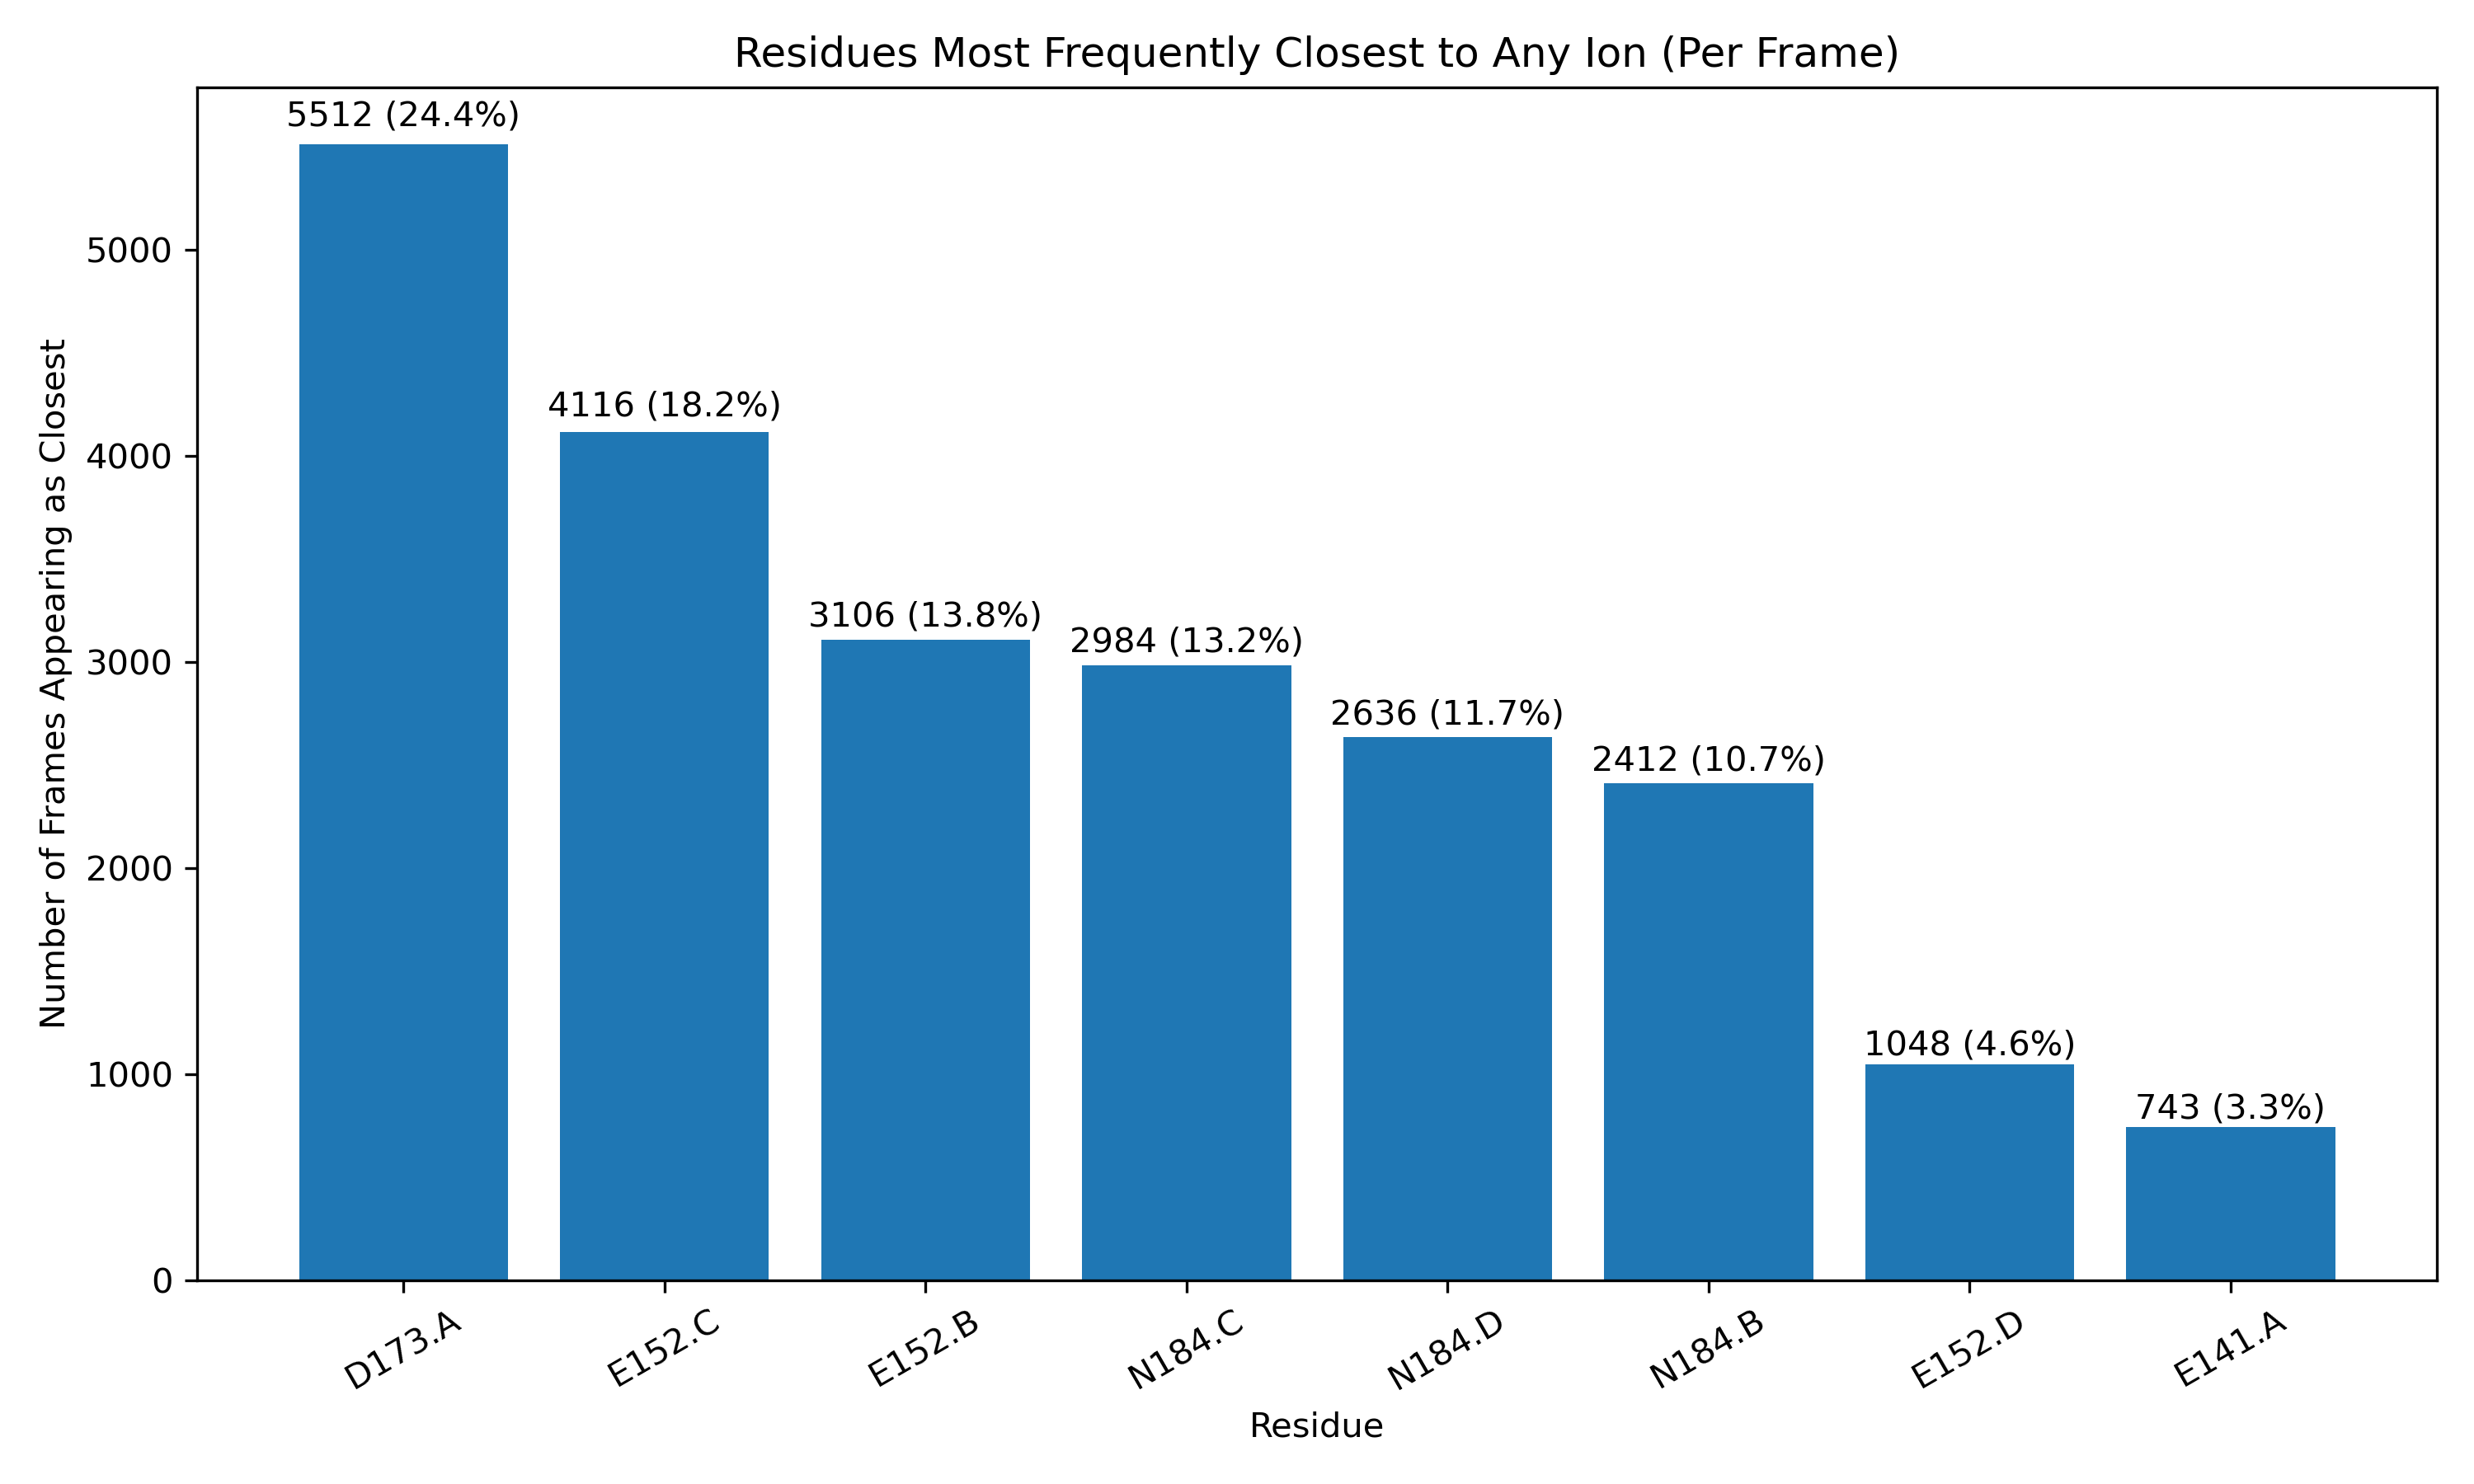 Residues Most Frequently Closest to Any Ion (Per Frame)
Number of Frames Appearing as Closest
5000
4000
3000
2000
1000
0
5512 (24.4%)
4116 (18.2%)
3106 (13.8%)
2984 (13.2%)
2636 (11.7%)
2412 (10.7%)
1048 (4.6%)
743 (3.3%)
D173.A
E152.C
E152.B
N184.C
N184.D
N184.B
E152.D
E141.A
Residue